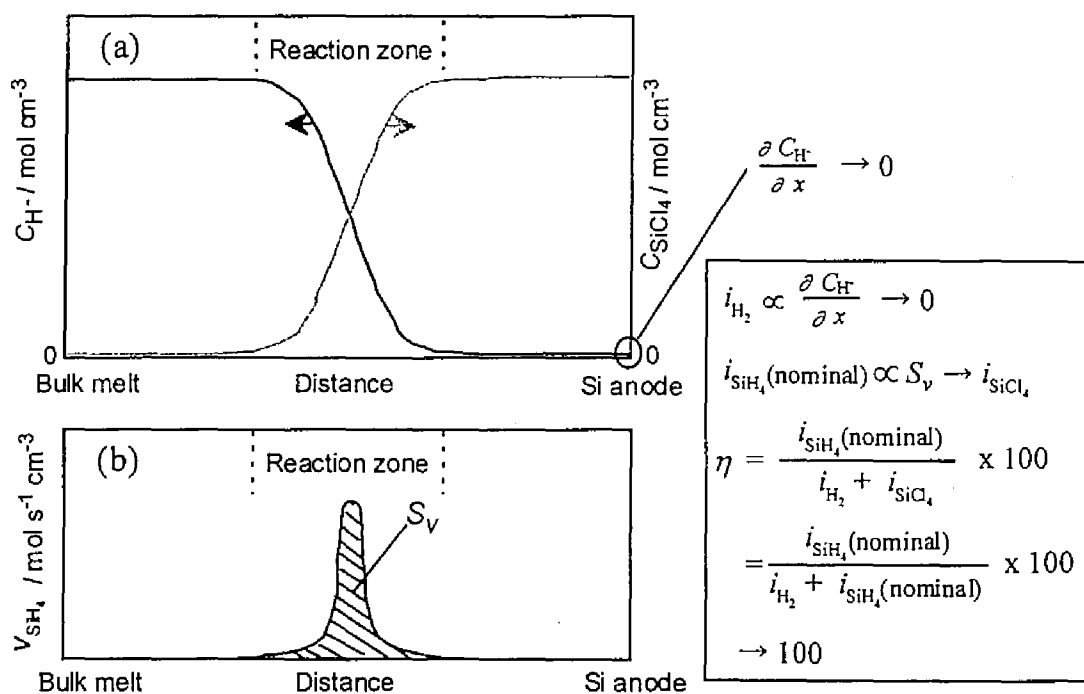 (a)
Reaction zone
C_H⁻ / mol cm⁻³
C_SiCl₄ / mol cm⁻³
0
0
Bulk melt Distance Si anode
∂ C_H⁻ / ∂ x → 0
(b)
Reaction zone
S_V
V_SiH₄ / mol s⁻¹ cm⁻³
Bulk melt Distance Si anode
i_H₂ ∝ ∂ C_H⁻ / ∂ x → 0
i_SiH₄(nominal) ∝ S_v → i_SiCl₄
η = i_SiH₄(nominal) / i_H₂ + i_SiCl₄ x 100
= i_SiH₄(nominal) / i_H₂ + i_SiH₄(nominal) x 100
→ 100